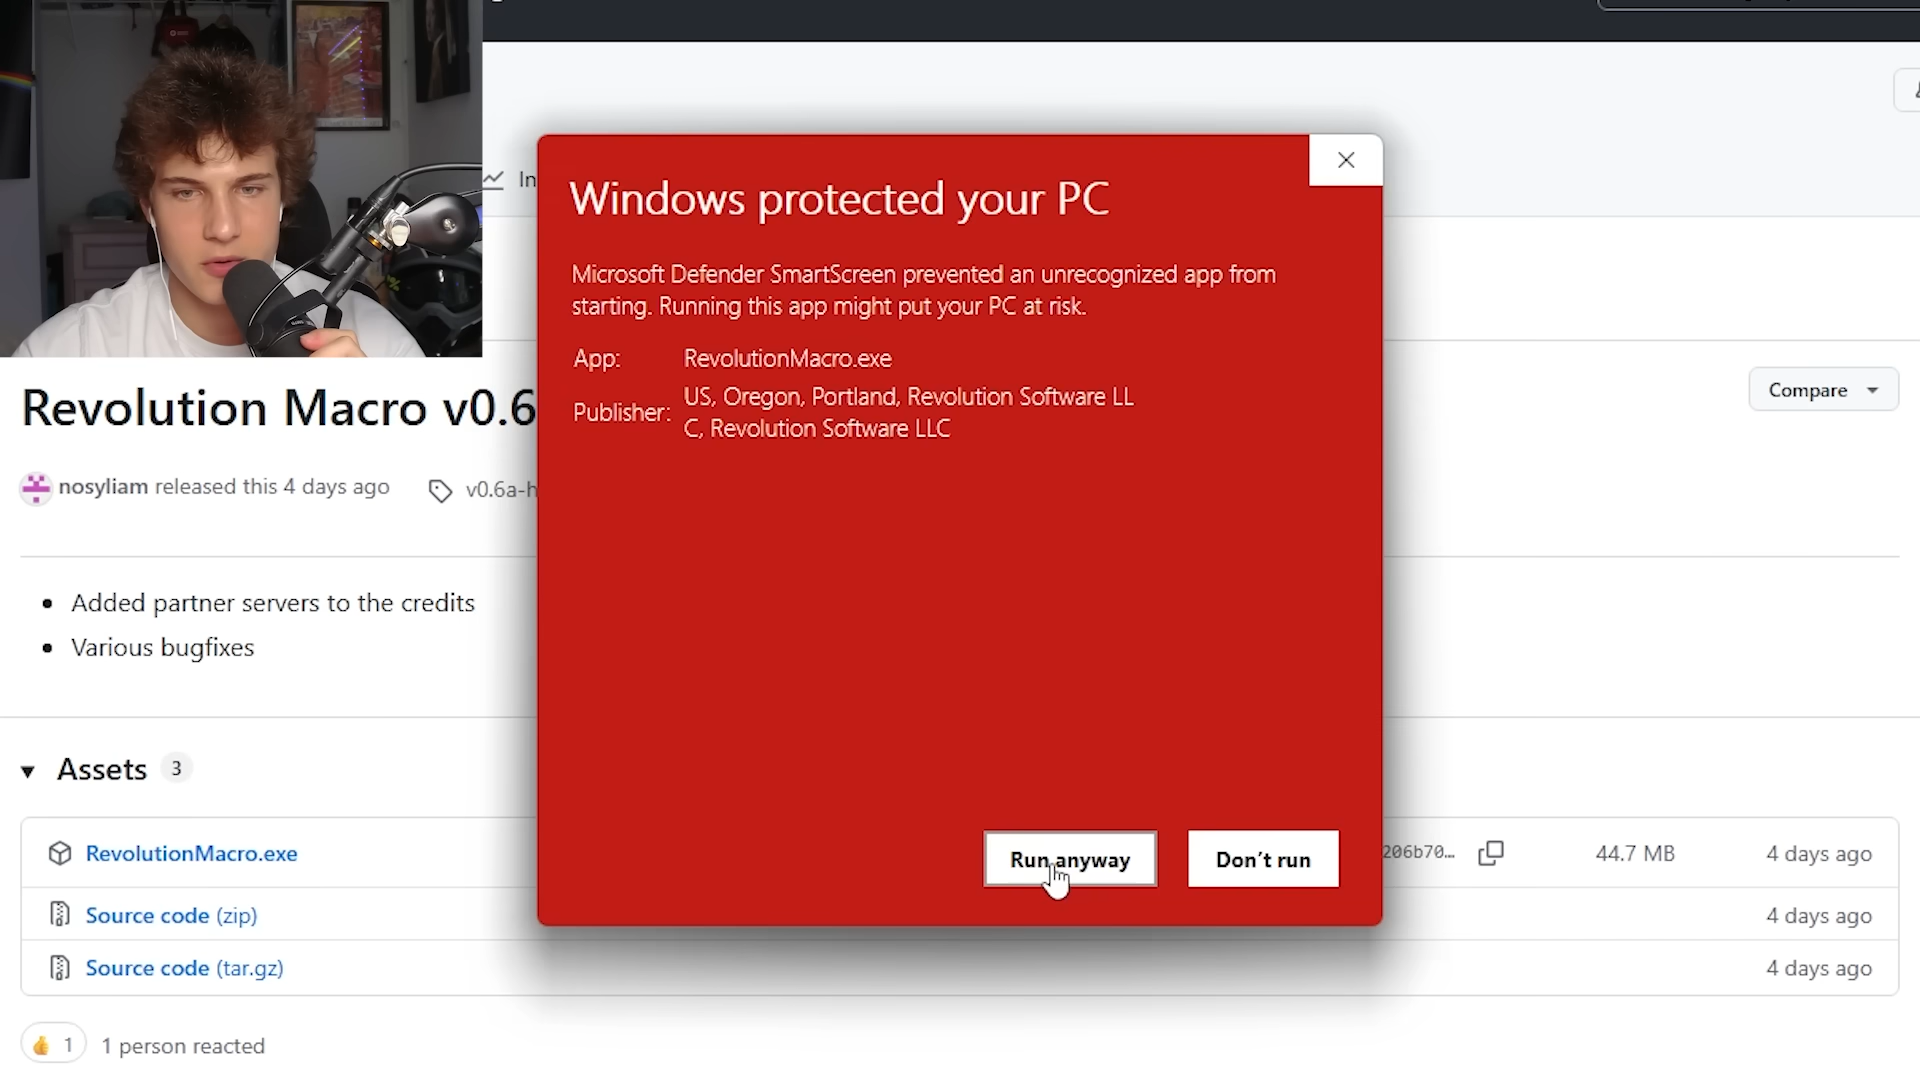 In
Windows protected your PC
Microsoft Defender SmartScreen prevented an unrecognized app from
starting. Running this app might put your PC at risk.
App: RevolutionMacro.exe
Publisher: US, Oregon, Portland, Revolution Software LL
C, Revolution Software LLC
Run anyway
Don't run
Revolution Macro v0.6
Compare
nosyliam released this 4 days ago
v0.6a-h
• Added partner servers to the credits
• Various bugfixes
Assets 3
RevolutionMacro.exe 206b70... 44.7 MB 4 days ago
Source code (zip) 4 days ago
Source code (tar.gz) 4 days ago
1 1 person reacted